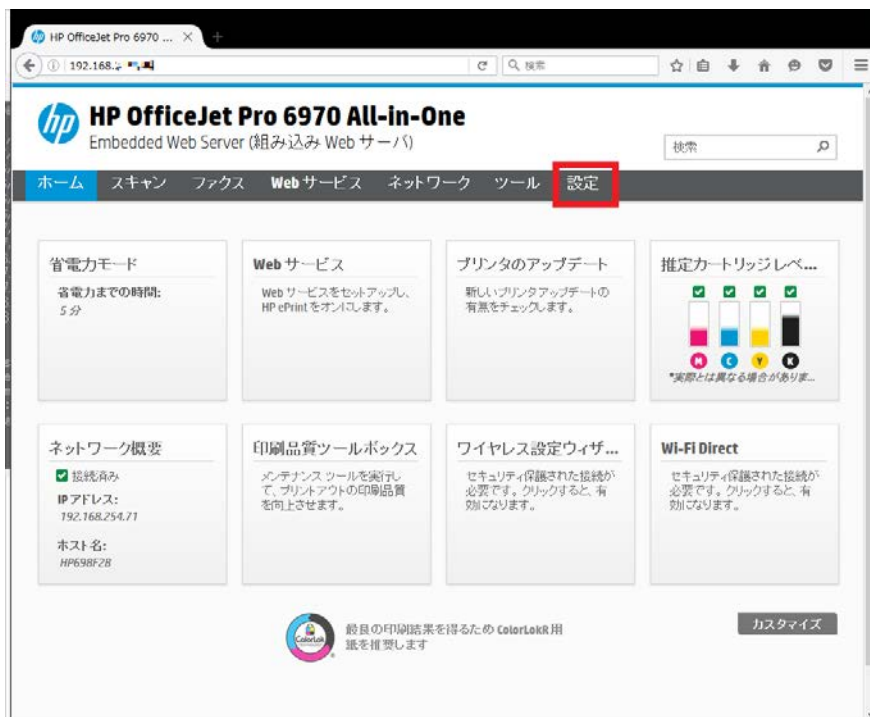 HP OfficeJet Pro 6970 ...
192.168.
検索
hp
HP OfficeJet Pro 6970 All-in-One
Embedded Web Server (組み込み Web サーバ)
検索
ホーム スキャン ファクス Web サービス ネットワーク ツール 設定
省電力モード
省電力までの時間:
5 分
Web サービス
Web サービスをセットアップし、
HP ePrint をオンにします。
プリンタのアップデート
新しいプリンタアップデートの
有無をチェックします。
推定カートリッジレベ...
M C Y K
*実際とは異なる場合がありま...
ネットワーク概要
接続済み
IP アドレス:
192.168.254.71
ホスト名:
HP698F2B
印刷品質ツールボックス
メンテナンス ツールを実行し
て、プリントアウトの印刷品質
を向上させます。
ワイヤレス設定ウィザ...
セキュリティ保護された接続が
必要です。クリックすると、有
効になります。
Wi-Fi Direct
セキュリティ保護された接続が
必要です。クリックすると、有
効になります。
ColorLok
最良の印刷結果を得るため ColorLokR 用
紙を推奨します
カスタマイズ